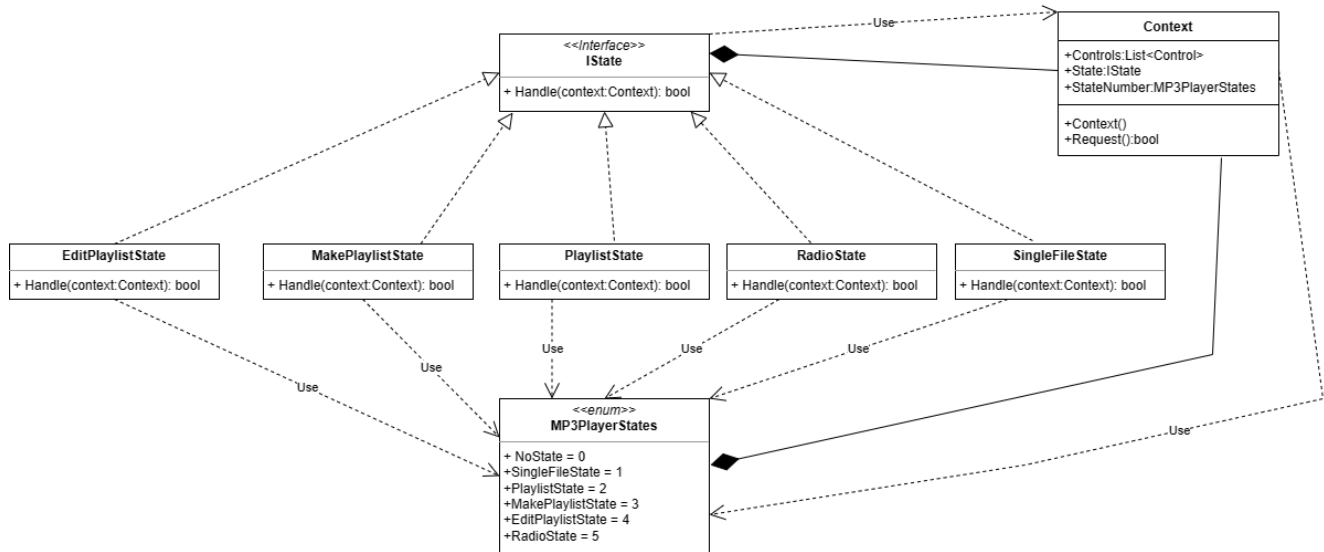 Use
Context
+Controls:List<Control>
+State:IState
+StateNumber:MP3PlayerStates
+Context()
+Request():bool
<<Interface>>
IState
+ Handle(context:Context): bool
EditPlaylistState
+ Handle(context:Context): bool
MakePlaylistState
+ Handle(context:Context): bool
PlaylistState
+ Handle(context:Context): bool
RadioState
+ Handle(context:Context): bool
SingleFileState
+ Handle(context:Context): bool
Use
Use
Use
Use
Use
Use
<<enum>>
MP3PlayerStates
+ NoState = 0
+SingleFileState = 1
+PlaylistState = 2
+MakePlaylistState = 3
+EditPlaylistState = 4
+RadioState = 5